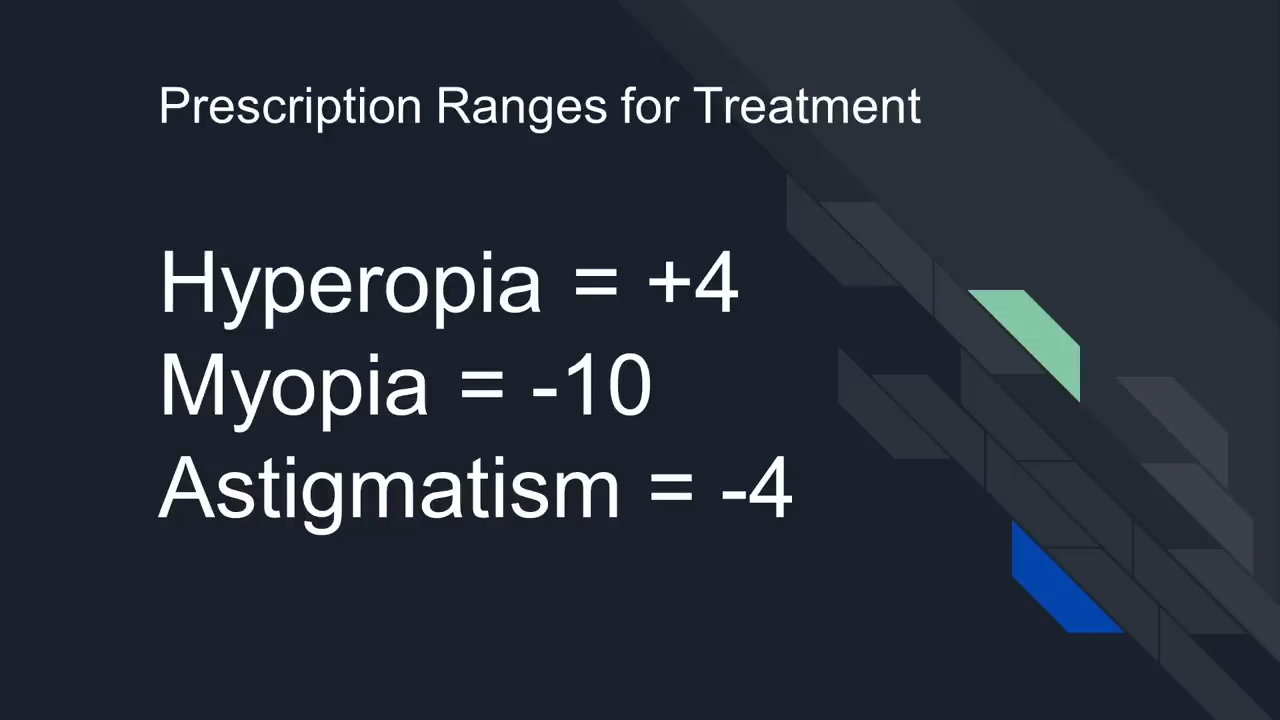 Prescription Ranges for Treatment
Hyperopia = +4
Myopia = -10
Astigmatism = -4